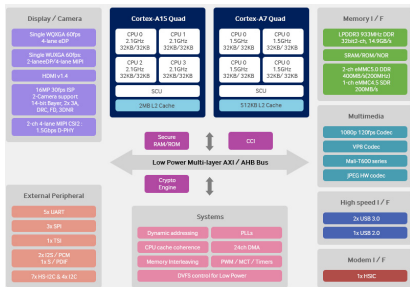 Display / Camera
Single WQXGA 60fps
4-lane eDP
Single WUXGA 60fps
2-laneeDP/4-lane MIPI
HDMI v1.4
16MP 30fps ISP
2-Camera support
14-bit Bayer, 2x 3A,
DRC, FD, 3DNR
2-ch 4-lane MIPI CSI2
1.5Gbps D-PHY
Cortex-A15 Quad
CPU 0
2.1GHz
32KB/32KB
CPU 1
2.1GHz
32KB/32KB
CPU 2
2.1GHz
32KB/32KB
CPU 3
2.1GHz
32KB/32KB
SCU
2MB L2 Cache
Cortex-A7 Quad
CPU 0
1.5GHz
32KB/32KB
CPU 1
1.5GHz
32KB/32KB
CPU 2
1.5GHz
32KB/32KB
CPU 3
1.5GHz
32KB/32KB
SCU
512KB L2 Cache
Memory I / F
LPDDR3 933MHz DDR
32bit2-ch, 14.9GB/s
SRAM/ROM/NOR
2-ch eMMC5.0 DDR
400MB/s(200MHz)
1-ch eMMC4.5 SDR
200MB/s
Secure
RAM/ROM
CCI
Low Power Multi-layer AXI / AHB Bus
Crypto
Engine
Multimedia
1080p 120fps Codec
VP8 Codec
Mali-T600 series
JPEG HW codec
External Peripheral
3x SPI
1x TSI
2x I2S / PCM
1x S / PDIF
7x HS-I2C & 4x I2C
Systems
Dynamic addressing
PLLs
CPU cache coherence
24ch DMA
Memory Interleaving
PWM / MCT / Timers
DVFS control for Low Power
High speed I / F
2x USB 3.0
1x USB 2.0
Modem I / F
1x HSIC